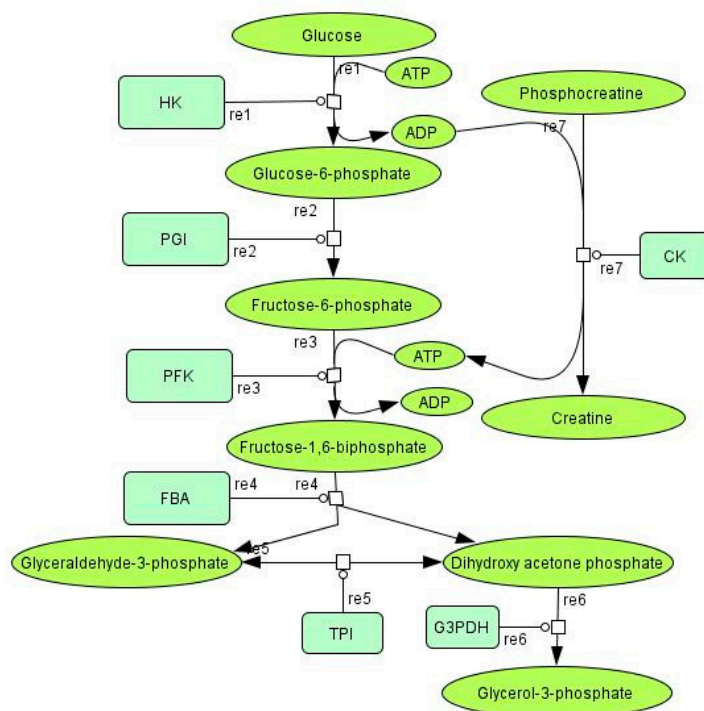 Glucose
re1
ATP
HK
re1
Phosphocreatine
ADP
re7
Glucose-6-phosphate
re2
PGI
re2
CK
re7
Fructose-6-phosphate
re3
ATP
PFK
re3
ADP
Creatine
Fructose-1,6-biphosphate
FBA
re4
re4
Glyceraldehyde-3-phosphate
re5
Dihydroxy acetone phosphate
re5
re6
TPI
G3PDH
re6
Glycerol-3-phosphate